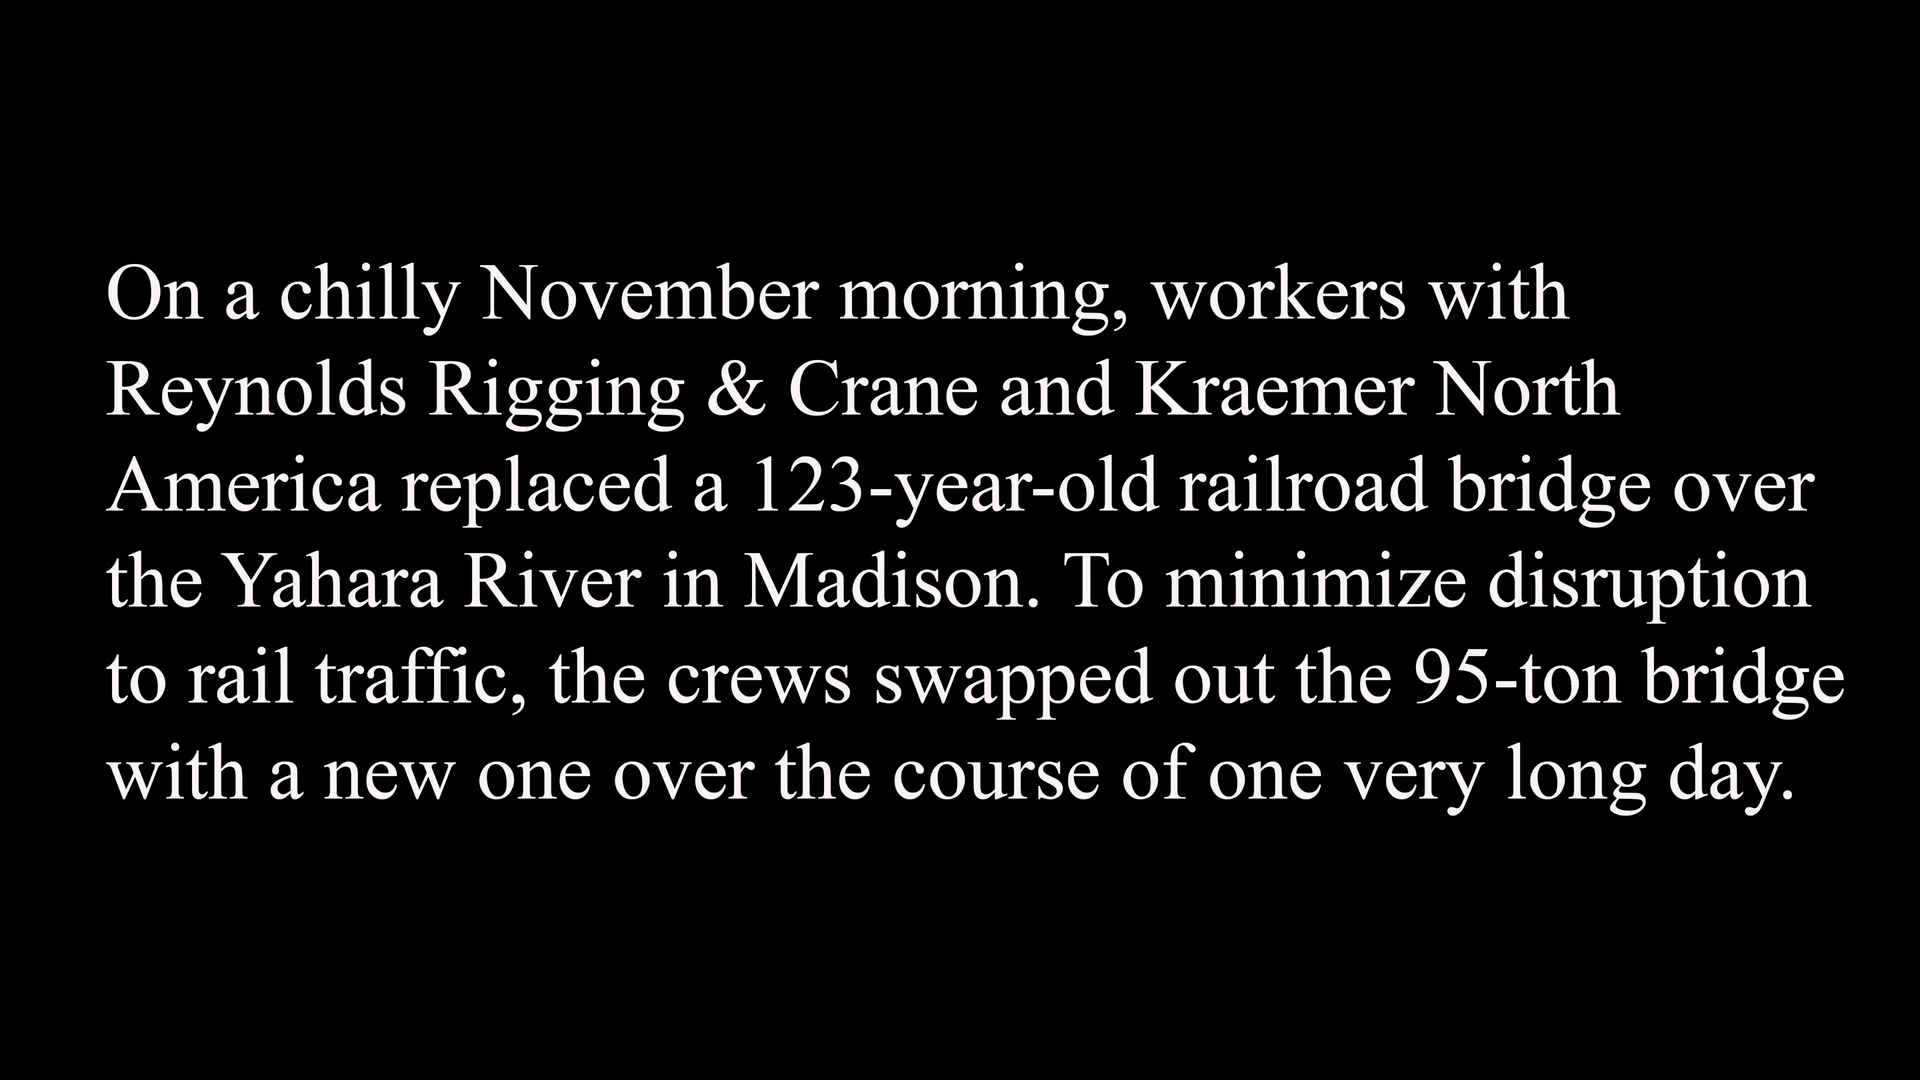 On a chilly November morning, workers with
Reynolds Rigging & Crane and Kraemer North
America replaced a 123-year-old railroad bridge over
the Yahara River in Madison. To minimize disruption
to rail traffic, the crews swapped out the 95-ton bridge
with a new one over the course of one very long day.